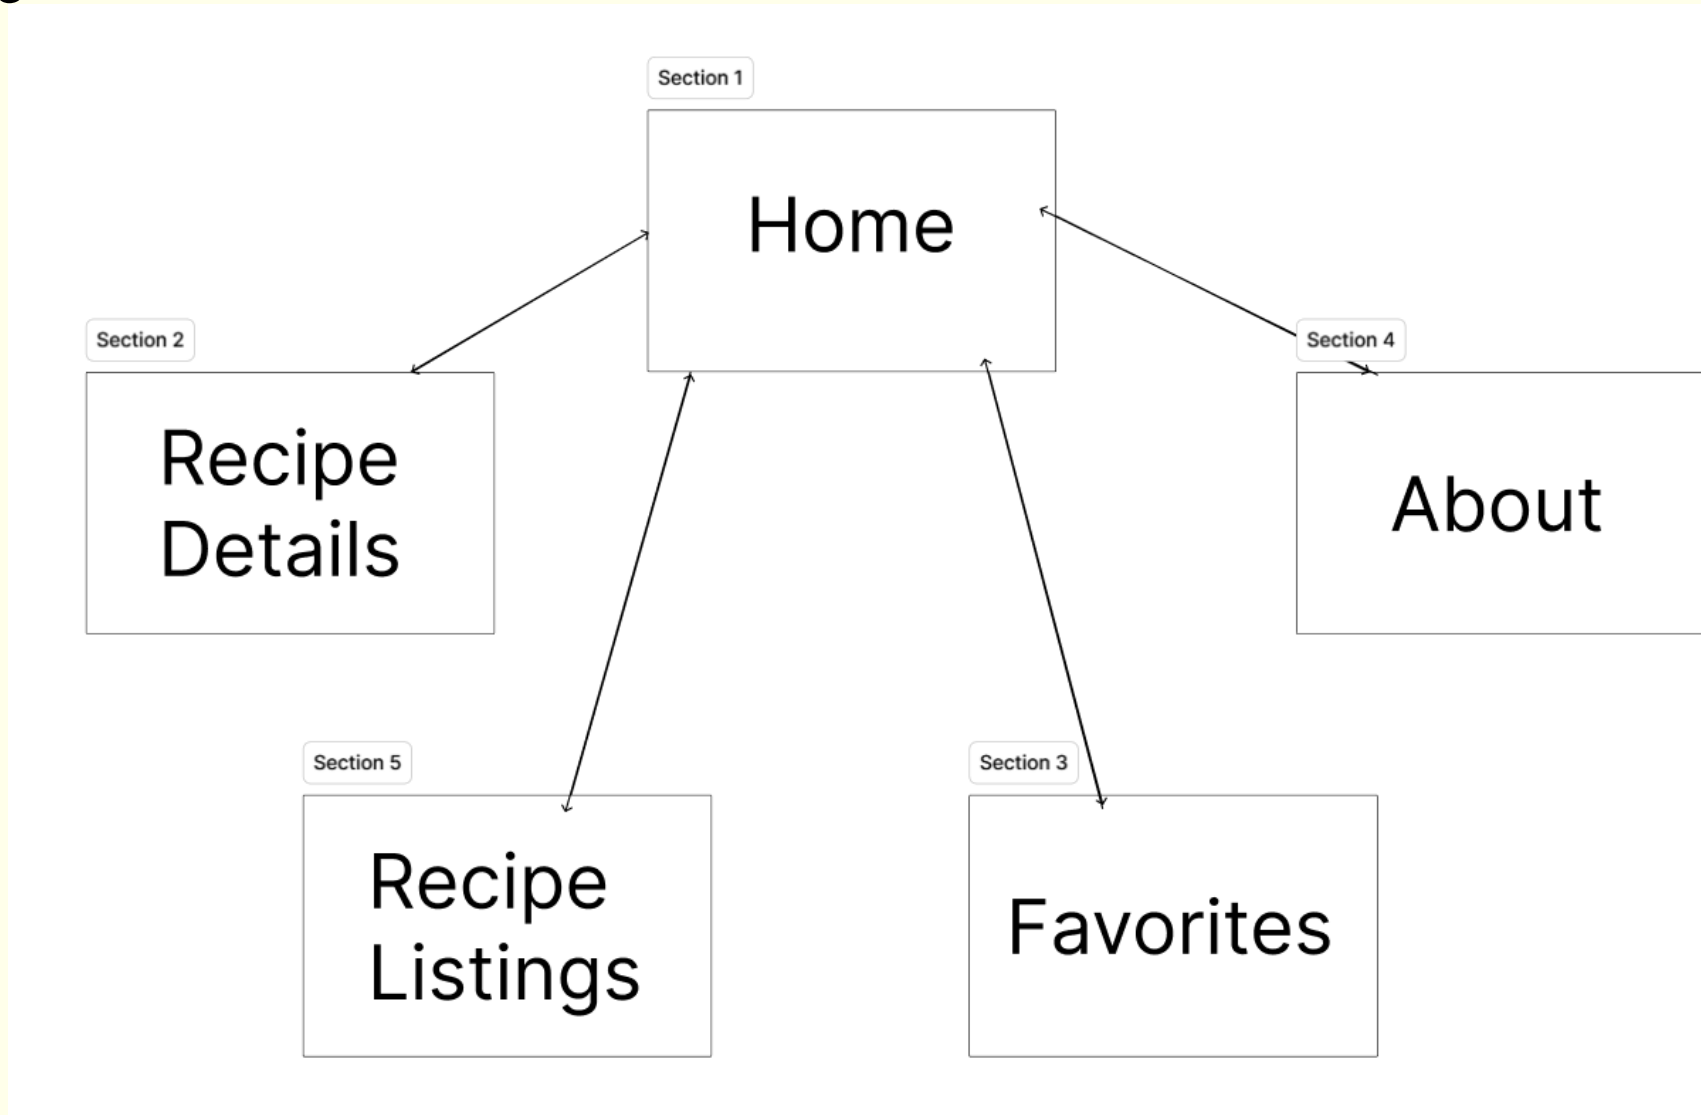 Section 1
Home
Section 2
Recipe
Details
Section 4
About
Section 5
Recipe
Listings
Section 3
Favorites